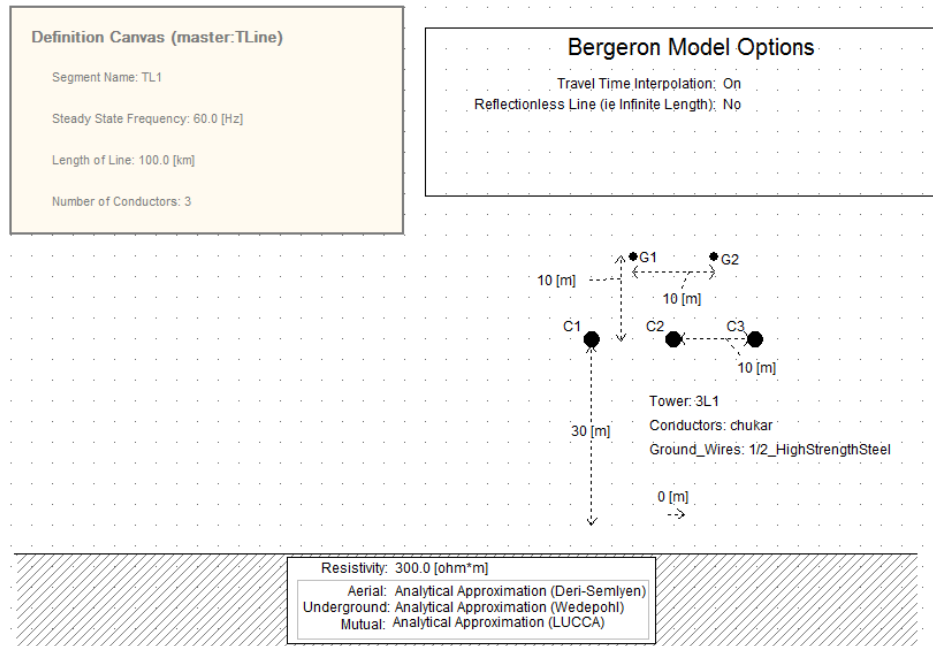 Definition Canvas (master:TLine)
Segment Name: TL1
Steady State Frequency: 60.0 [Hz]
Length of Line: 100.0 [km]
Number of Conductors: 3
Bergeron Model Options
Travel Time Interpolation: On
Reflectionless Line (ie Infinite Length): No
G1
G2
10 [m]
10 [m]
C1
C2
C3
10 [m]
Tower: 3L1
Conductors: chukar
Ground_Wires: 1/2_HighStrengthSteel
30 [m]
0 [m]
Resistivity: 300.0 [ohm*m]
Aerial: Analytical Approximation (Deri-Semlyen)
Underground: Analytical Approximation (Wedepohl)
Mutual: Analytical Approximation (LUCCA)